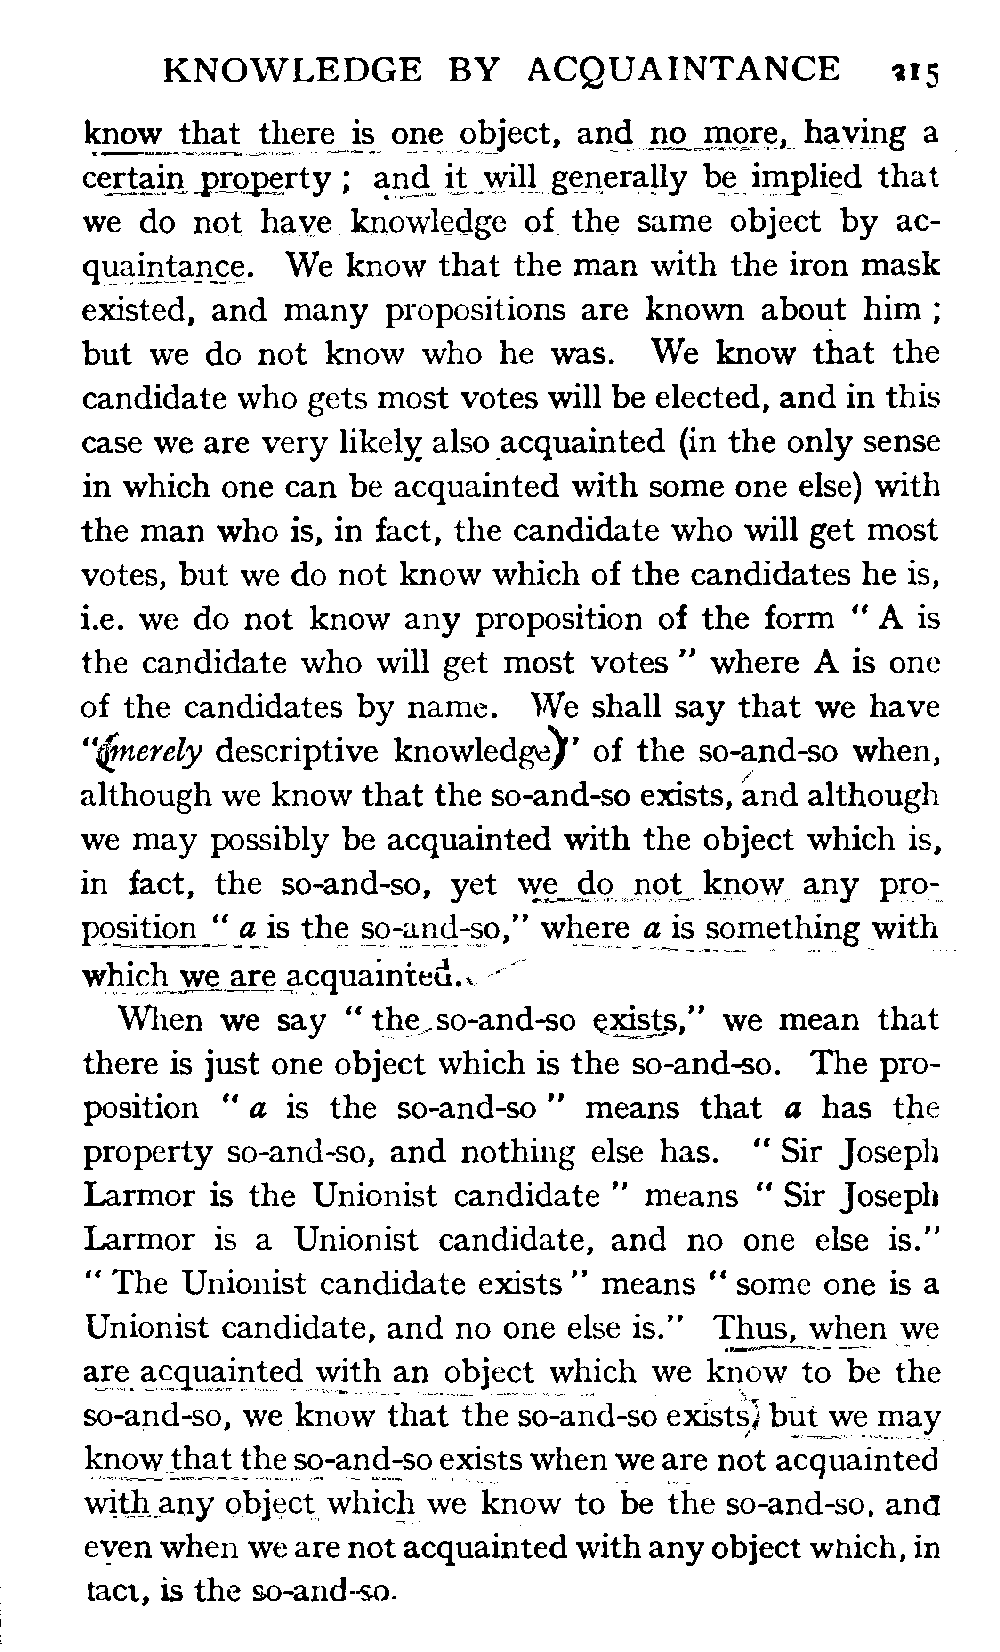 KNOWLEDGE BY ACQUAINTANCE 215
know that there is one object, and no more, having a
certain property ; and it will generally be implied that
we do not have knowledge of the same object by ac-
quaintance. We know that the man with the iron mask
existed, and many propositions are known about him ;
but we do not know who he was. We know that the
candidate who gets most votes will be elected, and in this
case we are very likely also acquainted (in the only sense
in which one can be acquainted with some one else) with
the man who is, in fact, the candidate who will get most
votes, but we do not know which of the candidates he is,
i.e. we do not know any proposition of the form " A is
the candidate who will get most votes " where A is one
of the candidates by name. We shall say that we have
"(merely descriptive knowledge)" of the so-and-so when,
although we know that the so-and-so exists, and although
we may possibly be acquainted with the object which is,
in fact, the so-and-so, yet we do not know any pro-
position " a is the so-and-so," where a is something with
which we are acquainted.
When we say " the so-and-so exists," we mean that
there is just one object which is the so-and-so. The pro-
position " a is the so-and-so " means that a has the
property so-and-so, and nothing else has. " Sir Joseph
Larmor is the Unionist candidate " means " Sir Joseph
Larmor is a Unionist candidate, and no one else is."
" The Unionist candidate exists " means " some one is a
Unionist candidate, and no one else is." Thus, when we
are acquainted with an object which we know to be the
so-and-so, we know that the so-and-so exists; but we may
know that the so-and-so exists when we are not acquainted
with any object which we know to be the so-and-so, and
even when we are not acquainted with any object which, in
fact, is the so-and-so.